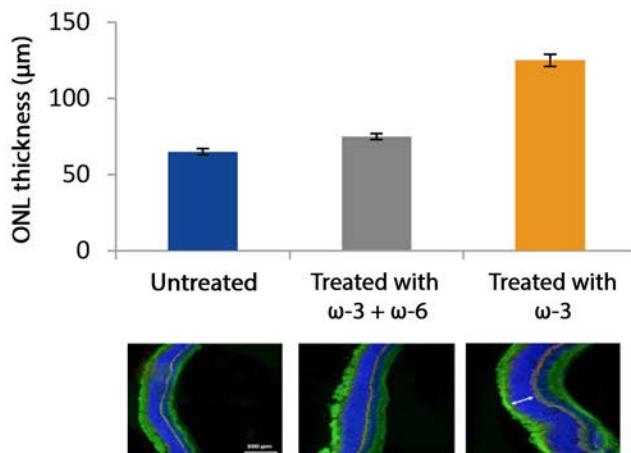 ONL thickness (µm)
150
100
50
0
Untreated
Treated with
ω-3 + ω-6
Treated with
ω-3